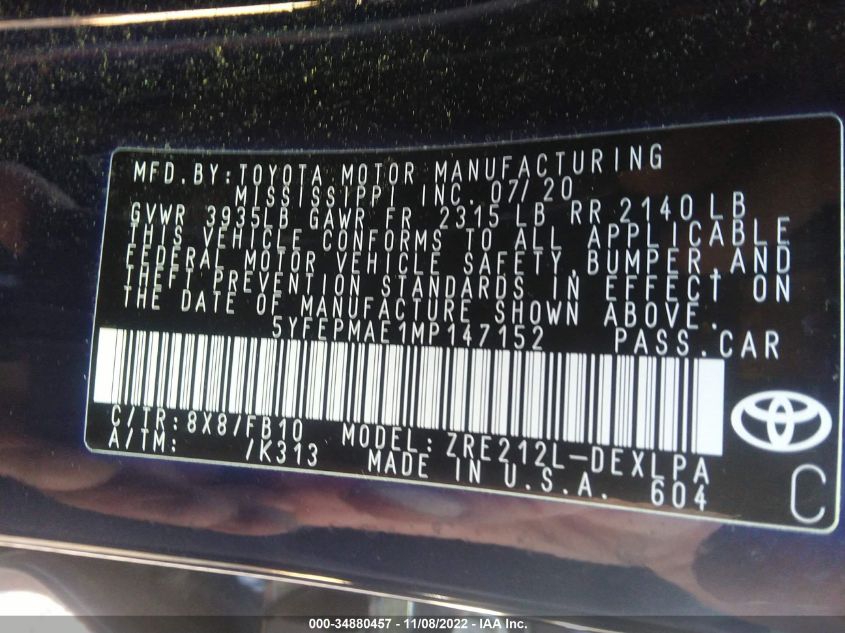 MFD.BY:TOYOTA MOTOR MANUFACTURING
MISSISSIPPI INC. 07/20
GVWR 3935LB GAWR FR 2315 LB RR 2140LB
THIS VEHICLE CONFORMS TO ALL APPLICABLE
FEDERAL MOTOR VEHICLE SAFETY,BUMPER,AND
THEFT PREVENTION STANDARDS IN EFFECT ON
THE DATE OF MANUFACTURE SHOWN ABOVE.
5YFEPMAE1MP147152 PASS.CAR
C/TR:8X8/FB10 MODEL:ZRE212L-DEXLPA
A/TM: /K313 MADE IN U.S.A. 604
C
000-34880457 - 11/08/2022 - IAA Inc.